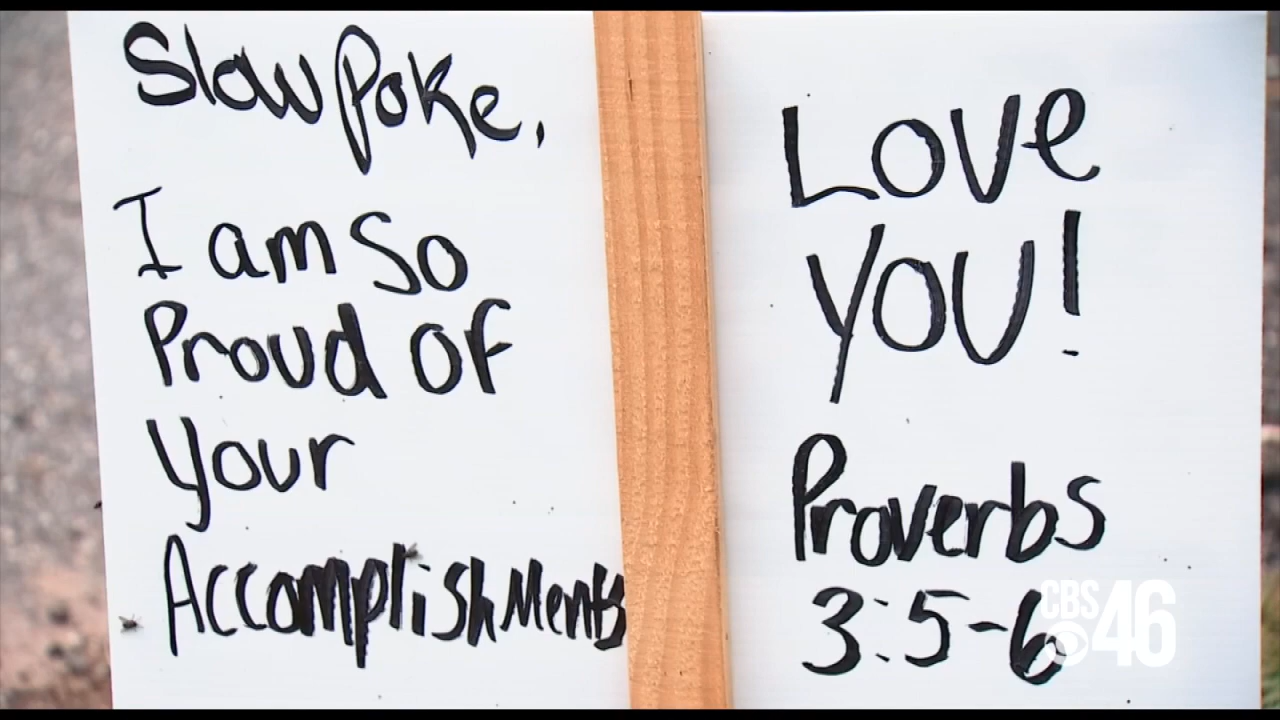 Slow Poke,
I am So
Proud of
Your
Accomplishments
Love
You!
Proverbs
3:5-6
CBS 46